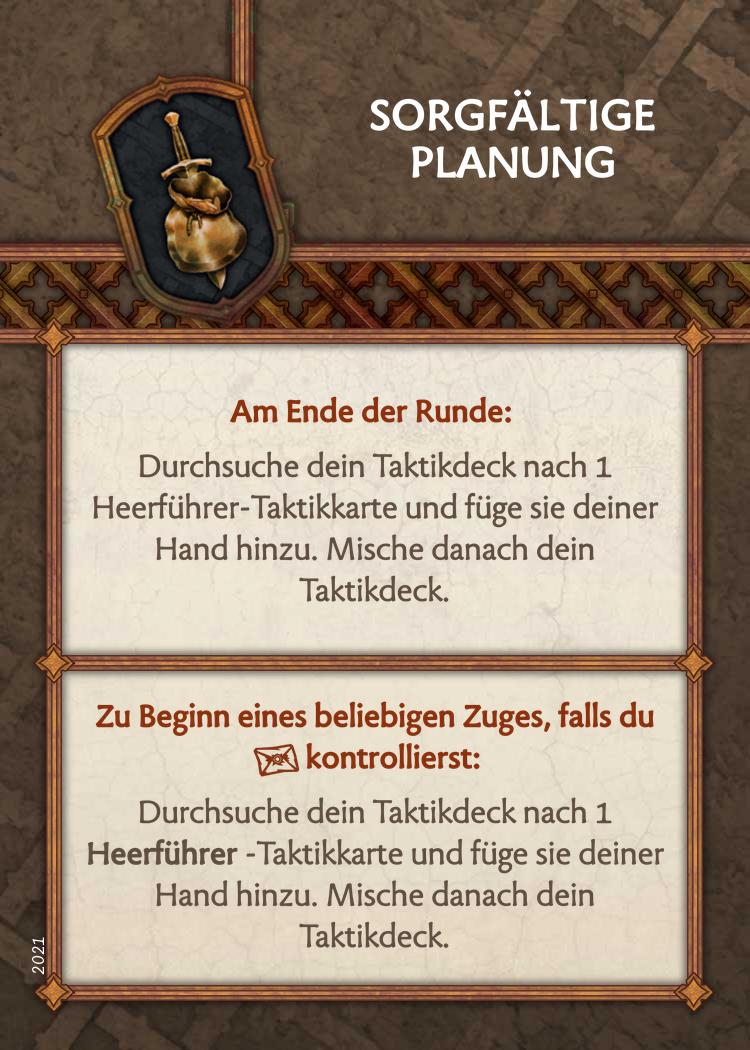 SORGFÄLTIGE
PLANUNG
Am Ende der Runde:
Durchsuche dein Taktikdeck nach 1
Heerführer-Taktikkarte und füge sie deiner
Hand hinzu. Mische danach dein
Taktikdeck.
Zu Beginn eines beliebigen Zuges, falls du
kontrollierst:
Durchsuche dein Taktikdeck nach 1
Heerführer -Taktikkarte und füge sie deiner
Hand hinzu. Mische danach dein
Taktikdeck.
2021